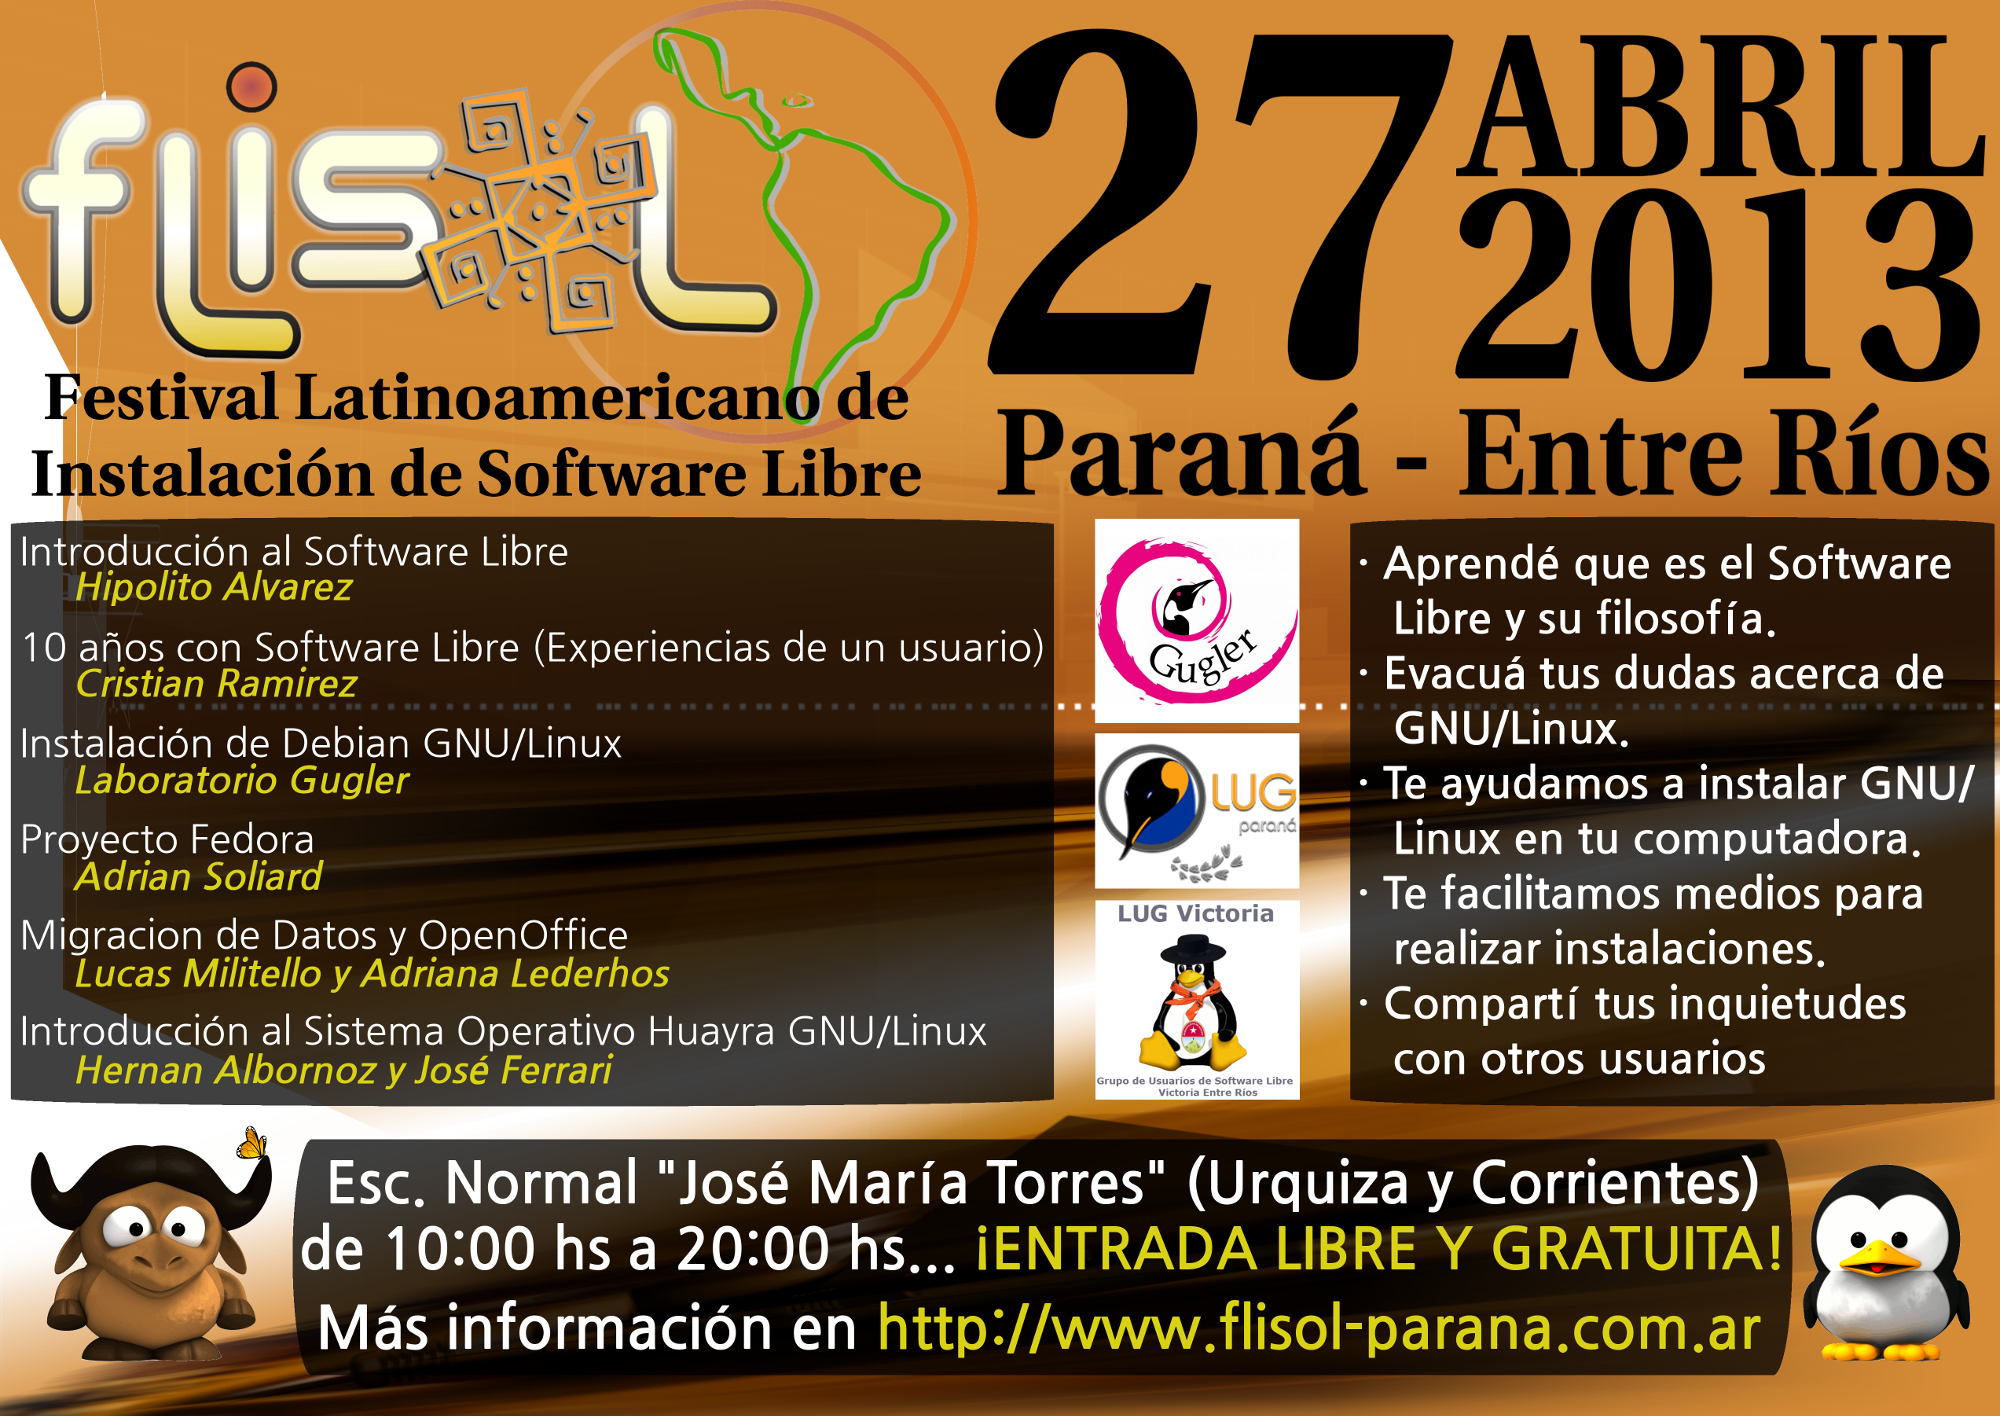 flisol
Festival Latinoamericano de
Instalación de Software Libre
27
ABRIL
2013
Paraná - Entre Ríos
Introducción al Software Libre
Hipolito Alvarez
10 años con Software Libre (Experiencias de un usuario)
Cristian Ramirez
Instalación de Debian GNU/Linux
Laboratorio Gugler
Proyecto Fedora
Adrian Soliard
Migracion de Datos y OpenOffice
Lucas Militello y Adriana Lederhos
Introducción al Sistema Operativo Huayra GNU/Linux
Hernan Albornoz y José Ferrari
Gugler
LUG
paraná
LUG Victoria
Grupo de Usuarios de Software Libre
Victoria Entre Ríos
· Aprendé que es el Software
Libre y su filosofía.
· Evacuá tus dudas acerca de
GNU/Linux.
· Te ayudamos a instalar GNU/
Linux en tu computadora.
· Te facilitamos medios para
realizar instalaciones.
· Compartí tus inquietudes
con otros usuarios
Esc. Normal "José María Torres" (Urquiza y Corrientes)
de 10:00 hs a 20:00 hs... ¡ENTRADA LIBRE Y GRATUITA!
Más información en http://www.flisol-parana.com.ar